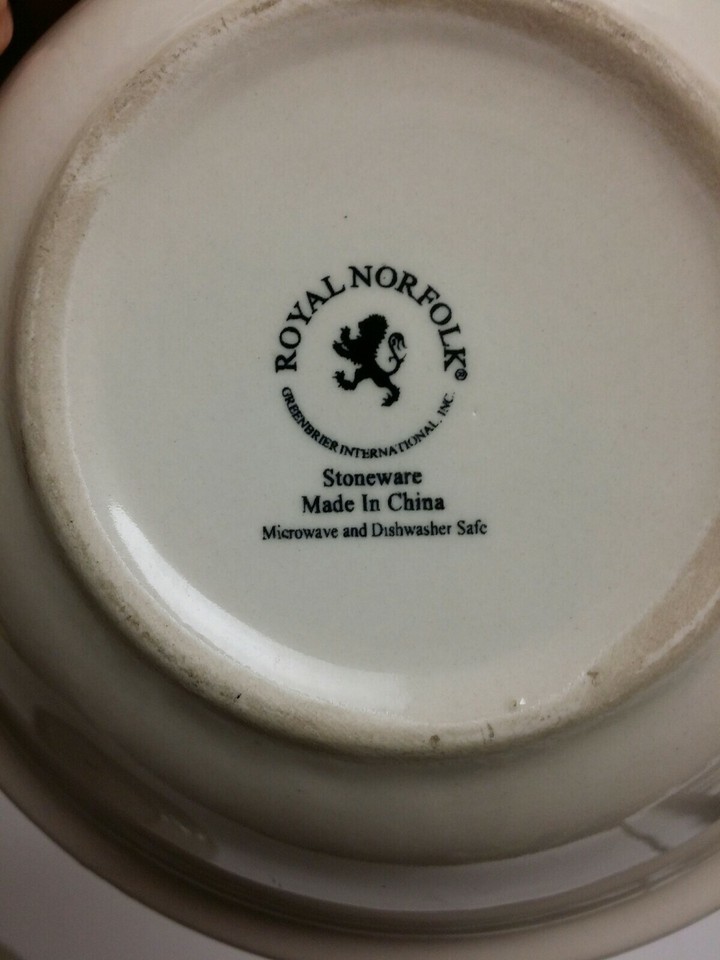 ROYAL NORFOLK®
GREENBRIER INTERNATIONAL, INC.
Stoneware
Made In China
Microwave and Dishwasher Safe